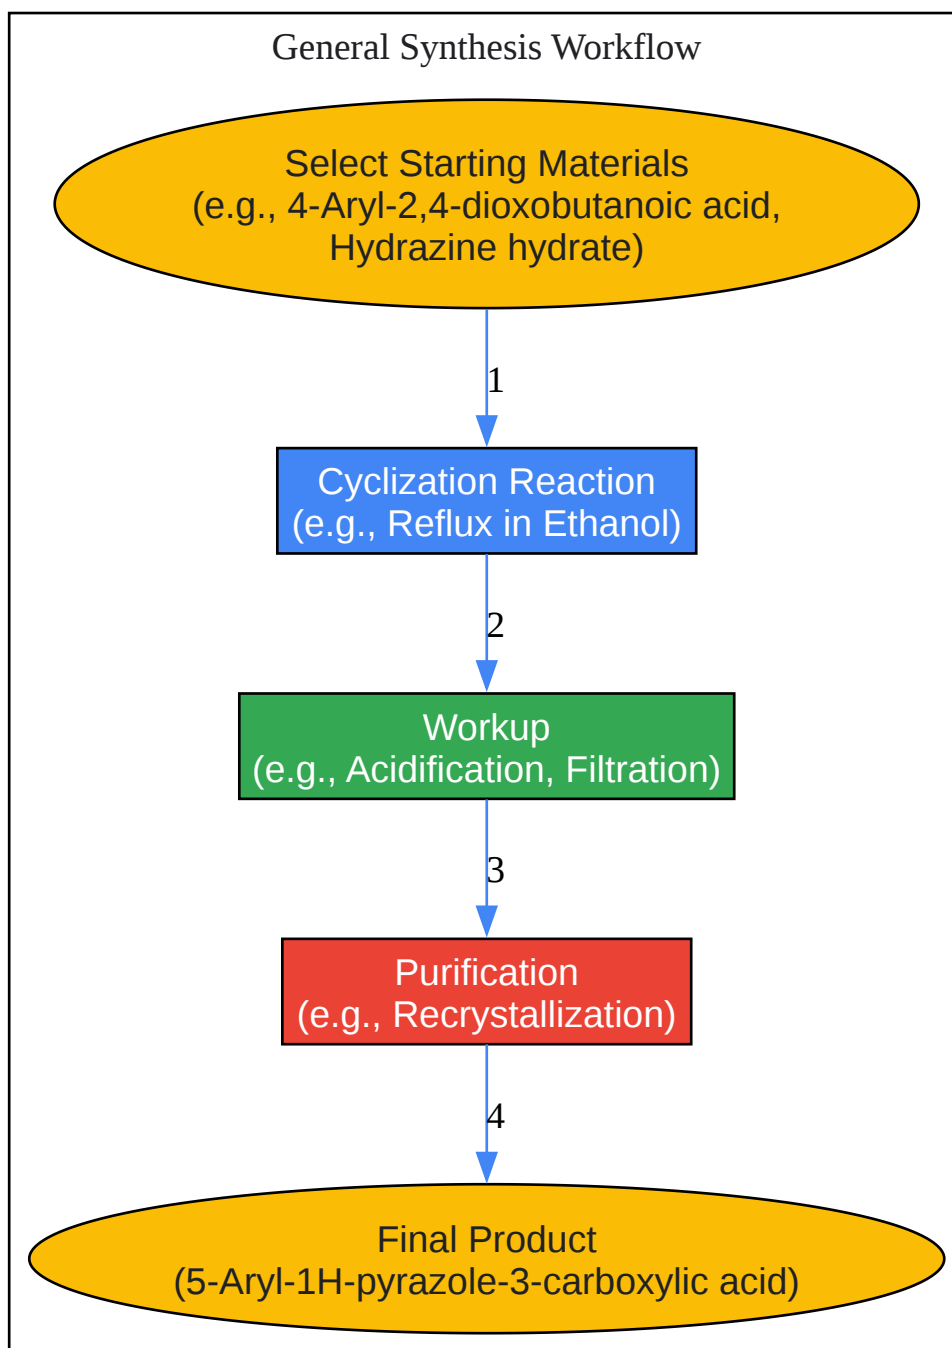 General Synthesis Workflow
Select Starting Materials
(e.g., 4-Aryl-2,4-dioxobutanoic acid,
Hydrazine hydrate)
1
Cyclization Reaction
(e.g., Reflux in Ethanol)
2
Workup
(e.g., Acidification, Filtration)
3
Purification
(e.g., Recrystallization)
4
Final Product
(5-Aryl-1H-pyrazole-3-carboxylic acid)